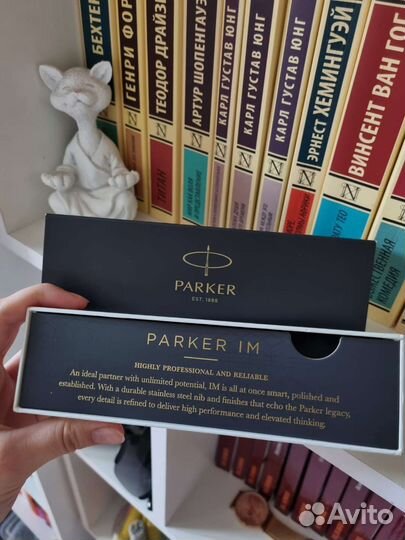 БЕХТЕ
ГЕНРИ ФОР
ТЕОДОР ДРАЙЗ
ТИТАН
АРТУР ШОПЕНГАУЭ
КАРЛ ГУСТАВ ЮНГ
КАРЛ ГУСТАВ ЮНГ
ЭРНЕСТ ХЕМИНГУЭЙ
ВИНСЕНТ ВАН ГОГ
КОМЕДИЯ
PARKER
EST. 1888
PARKER IM
HIGHLY PROFESSIONAL AND RELIABLE
An ideal partner with unlimited potential, IM is all at once smart, polished and
established. With a durable stainless steel nib and finishes that echo the Parker legacy,
every detail is refined to deliver high performance and elevated thinking.
Avito